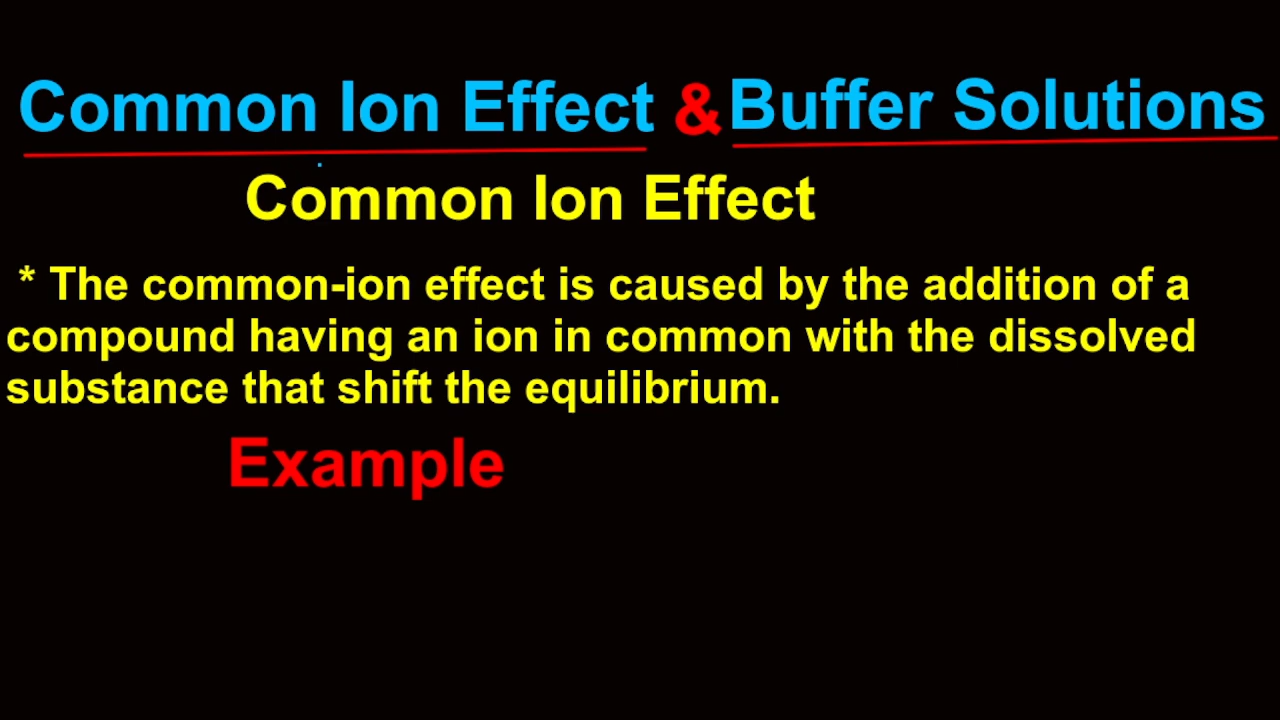 Common Ion Effect & Buffer Solutions
Common Ion Effect
* The common-ion effect is caused by the addition of a
compound having an ion in common with the dissolved
substance that shift the equilibrium.
Example